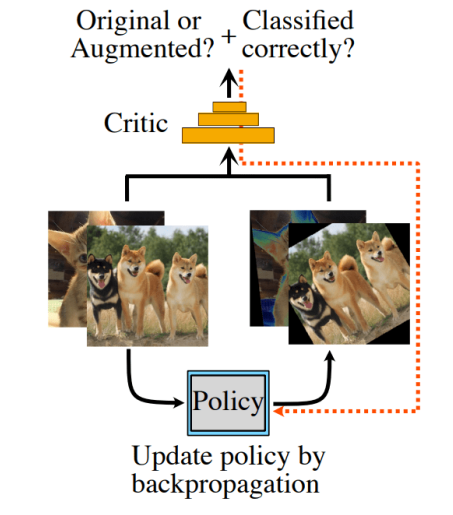 Original or
Augmented?
+
Classified
correctly?
Critic
Policy
Update policy by
backpropagation